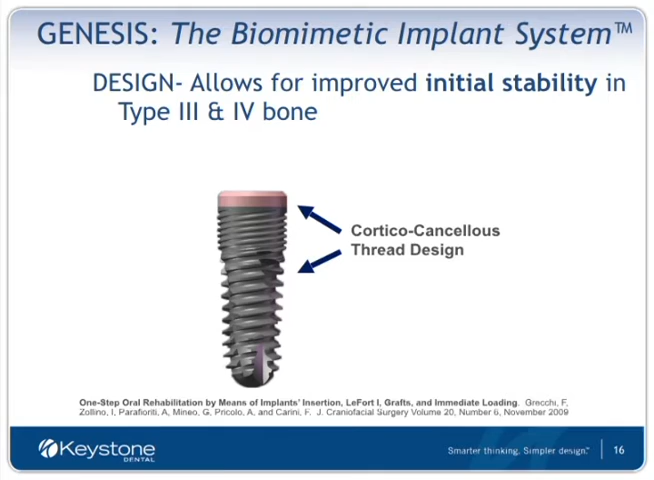 GENESIS: The Biomimetic Implant System™
DESIGN- Allows for improved initial stability in
Type III & IV bone
Cortico-Cancellous
Thread Design
One-Step Oral Rehabilitation by Means of Implants' Insertion, LeFort I, Grafts, and Immediate Loading. Grecchi, F,
Zollino, I, Parafioriti, A, Mineo, G, Pricolo, A, and Carini, F. J. Craniofacial Surgery Volume 20, Number 6, November 2009
Keystone
DENTAL
Smarter thinking. Simpler design.™
16